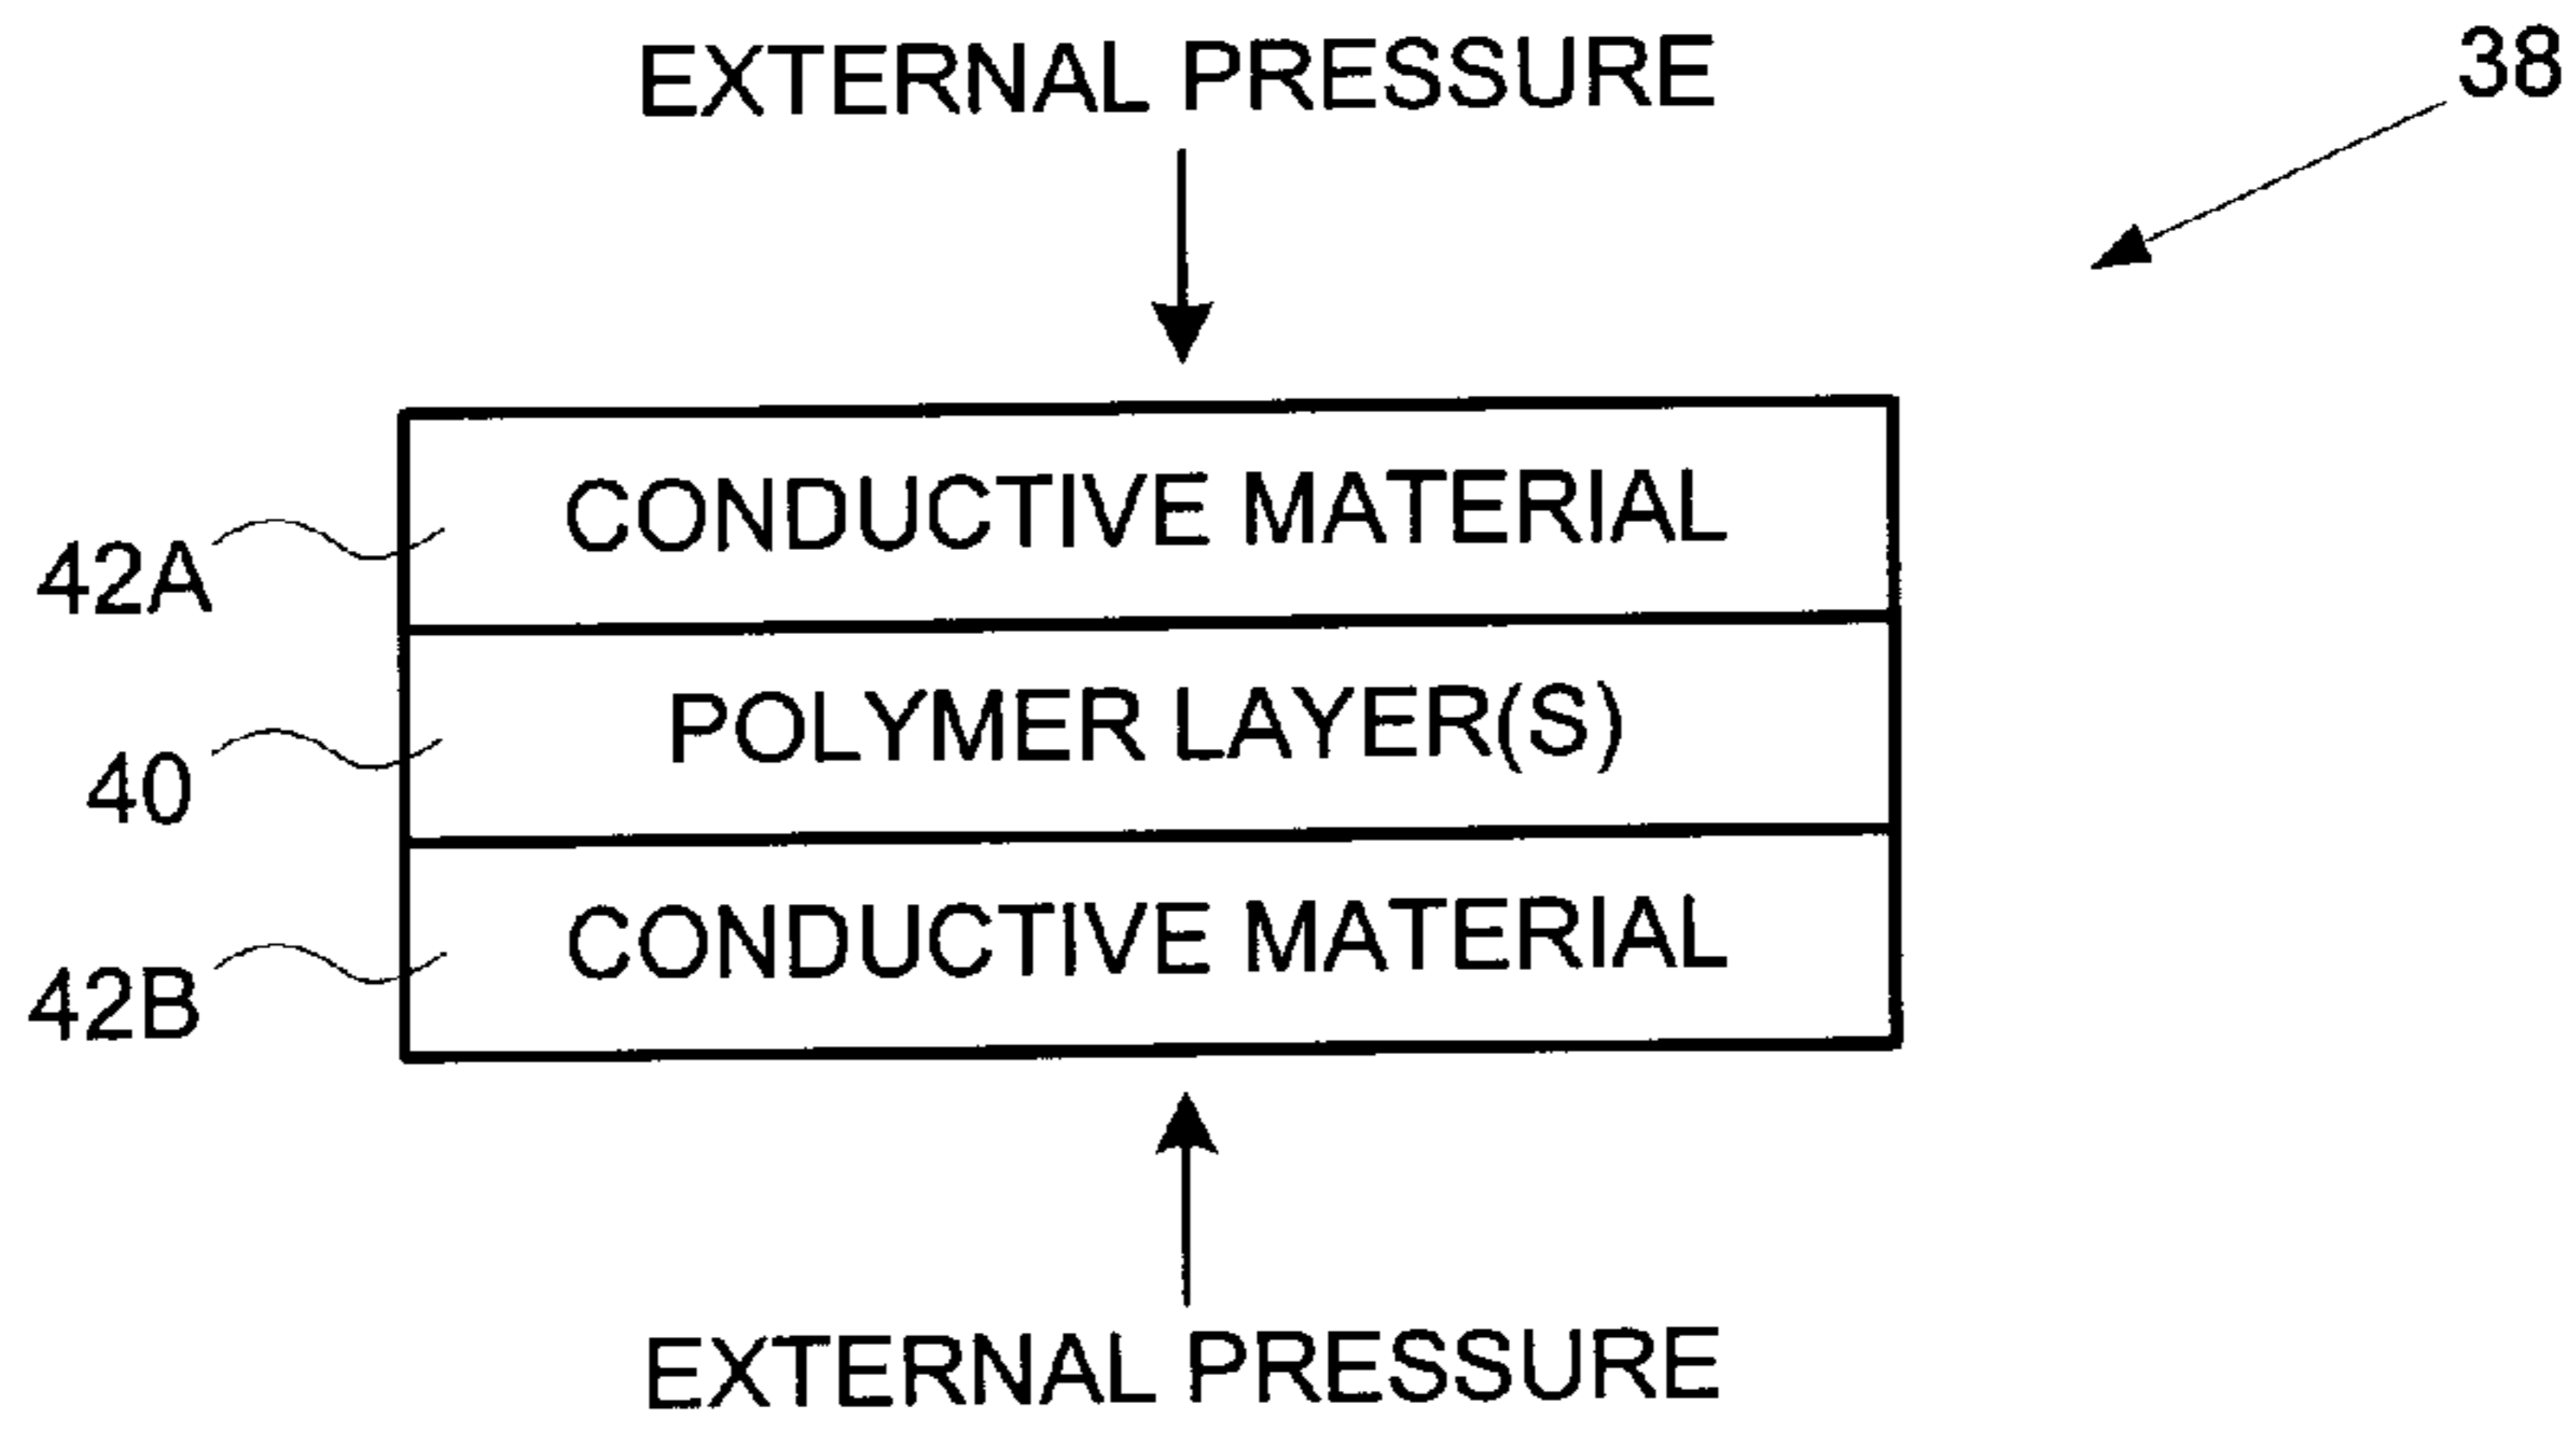 EXTERNAL PRESSURE
38
CONDUCTIVE MATERIAL
42A
POLYMER LAYER(S)
40
CONDUCTIVE MATERIAL
42B
EXTERNAL PRESSURE